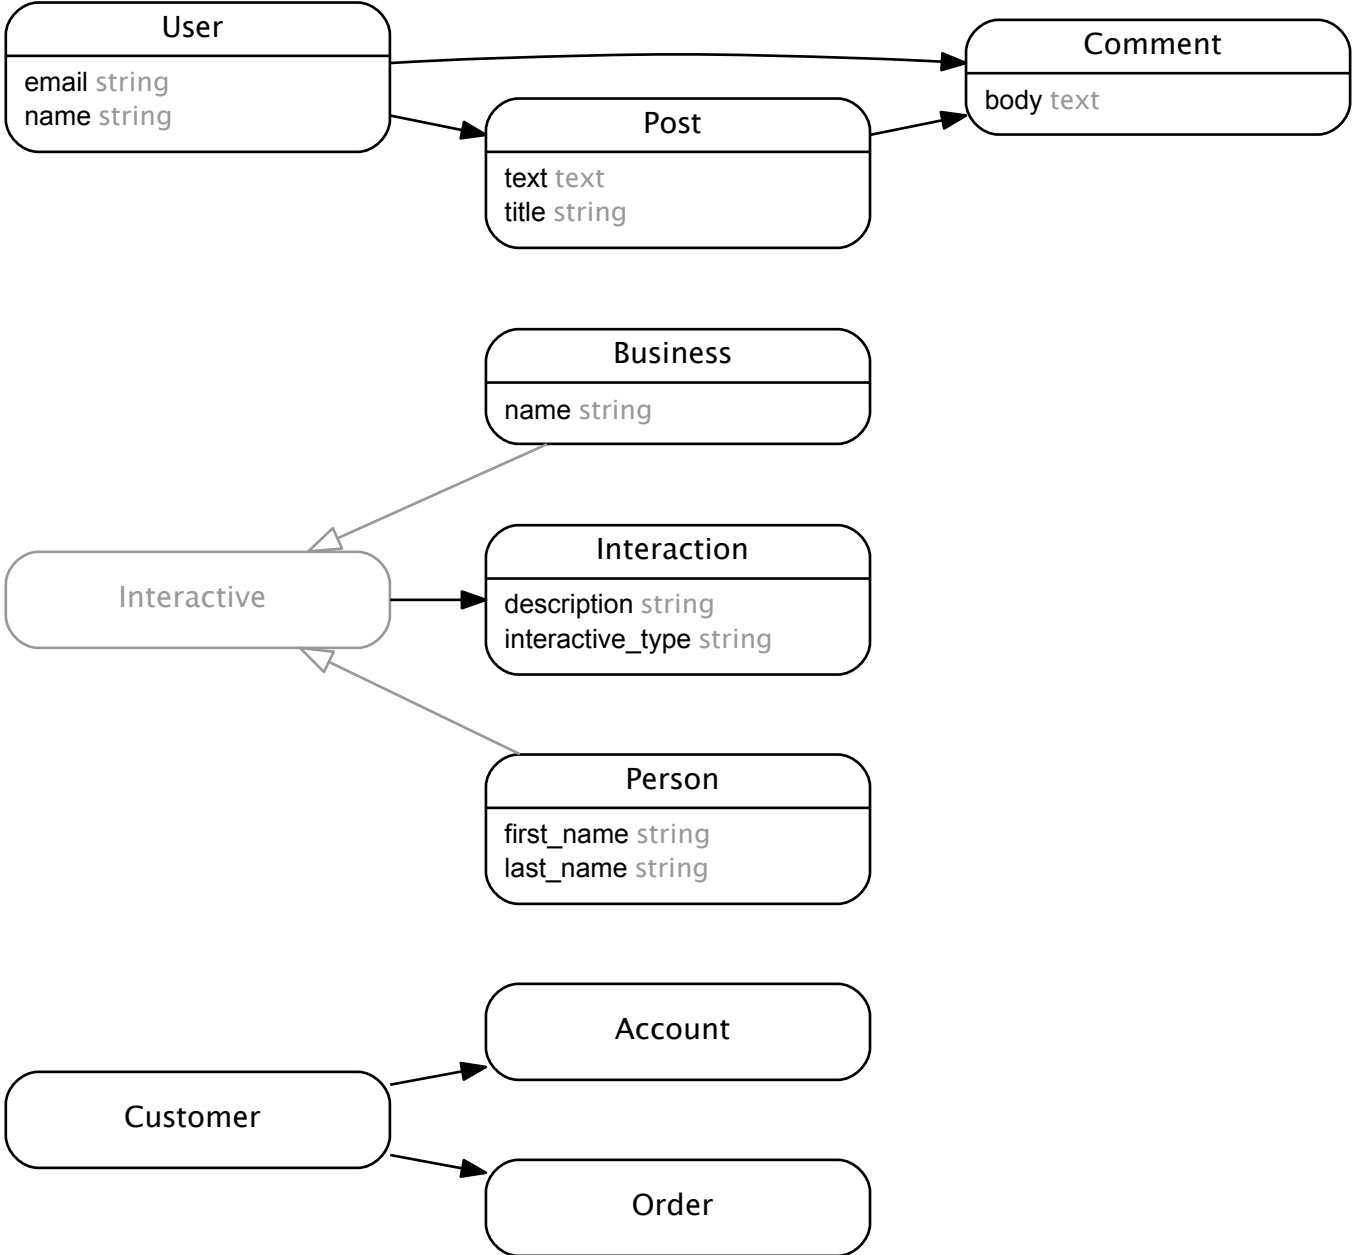 User
email string
name string
Comment
body text
Post
text text
title string
Business
name string
Interactive
Interaction
description string
interactive_type string
Person
first_name string
last_name string
Account
Customer
Order